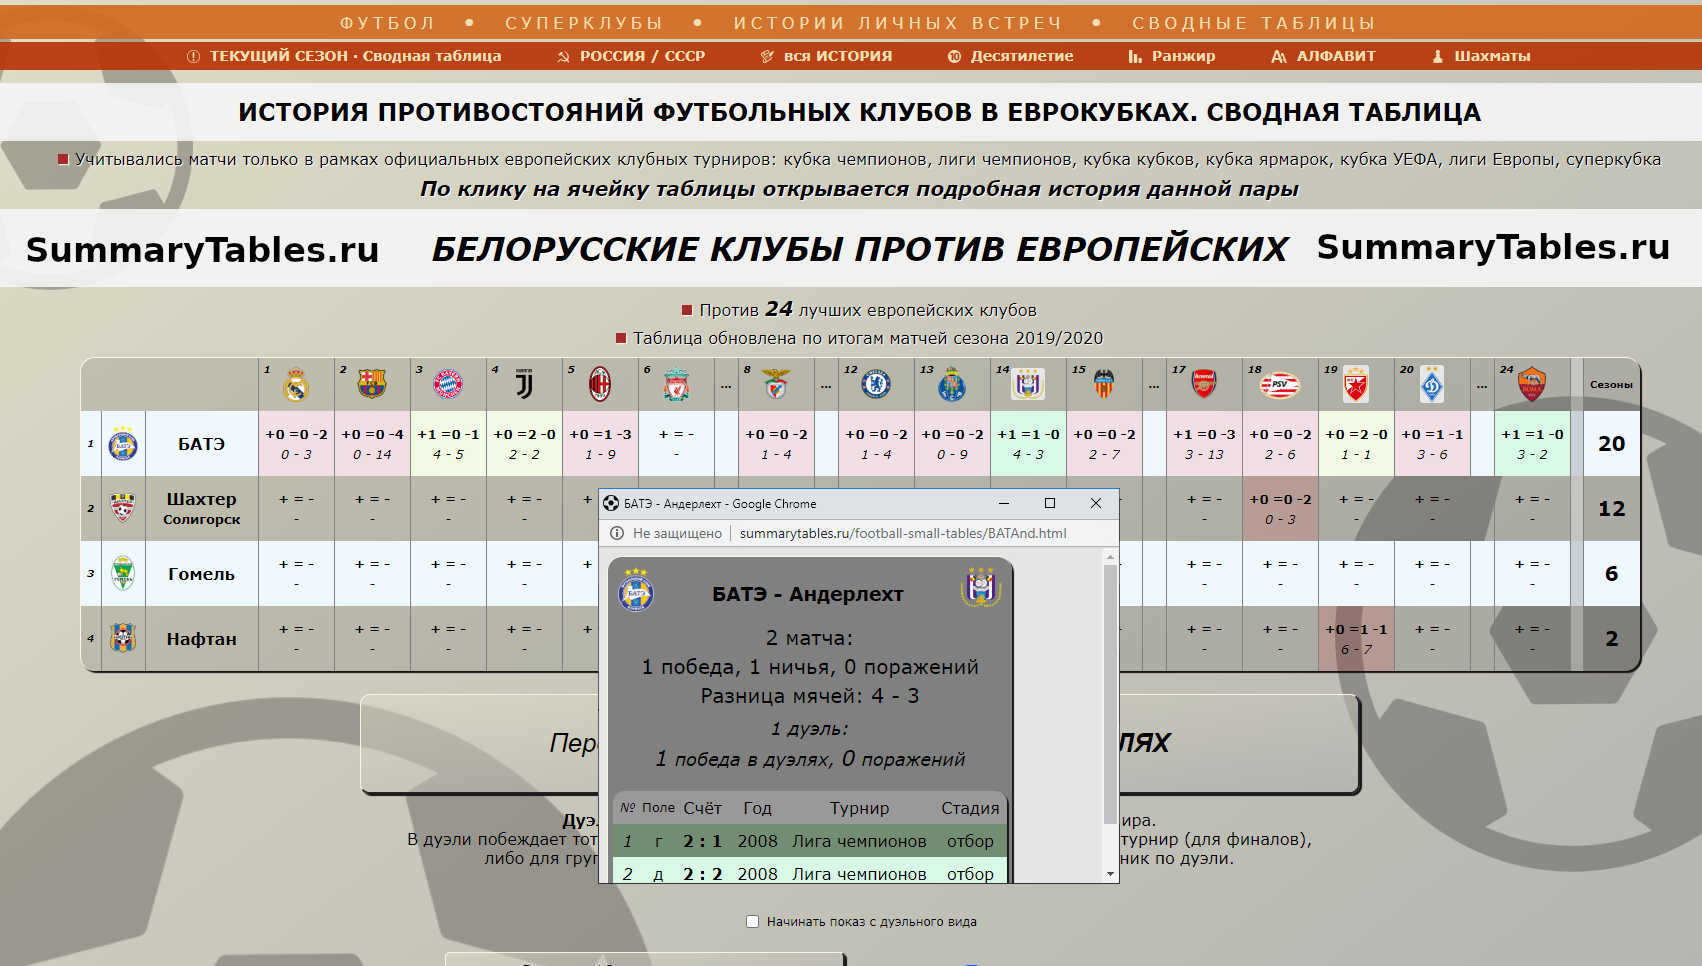 ФУТБОЛ • СУПЕРКЛУБЫ • ИСТОРИИ ЛИЧНЫХ ВСТРЕЧ • СВОДНЫЕ ТАБЛИЦЫ
ТЕКУЩИЙ СЕЗОН · Сводная таблица РОССИЯ / СССР вся ИСТОРИЯ 10 Десятилетие Ранжир АЛФАВИТ Шахматы
ИСТОРИЯ ПРОТИВОСТОЯНИЙ ФУТБОЛЬНЫХ КЛУБОВ В ЕВРОКУБКАХ. СВОДНАЯ ТАБЛИЦА
Учитывались матчи только в рамках официальных европейских клубных турниров: кубка чемпионов, лиги чемпионов, кубка кубков, кубка ярмарок, кубка УЕФА, лиги Европы, суперкубка
По клику на ячейку таблицы открывается подробная история данной пары
SummaryTables.ru БЕЛОРУССКИЕ КЛУБЫ ПРОТИВ ЕВРОПЕЙСКИХ SummaryTables.ru
Против 24 лучших европейских клубов
Таблица обновлена по итогам матчей сезона 2019/2020
1 2 3 4 5 6 ... 8 ... 12 13 14 15 ... 17 18 19 20 ... 24 Сезоны
1 БАТЭ +0 =0 -2 +0 =0 -4 +1 =0 -1 +0 =2 -0 +0 =1 -3 + = - +0 =0 -2 +0 =0 -2 +0 =0 -2 +1 =1 -0 +0 =0 -2 +1 =0 -3 +0 =0 -2 +0 =2 -0 +0 =1 -1 +1 =1 -0 20
0 - 3 0 - 14 4 - 5 2 - 2 1 - 9 - 1 - 4 1 - 4 0 - 9 4 - 3 2 - 7 3 - 13 2 - 6 1 - 1 3 - 6 3 - 2
2 Шахтер + = - + = - + = - + = - + = - +0 =0 -2 + = - + = - + = - 12
Солигорск - - - - - 0 - 3 - - -
3 Гомель + = - + = - + = - + = - + = - + = - + = - + = - + = - 6
- - - - - - - - -
4 Нафтан + = - + = - + = - + = - + = - + = - +0 =1 -1 + = - + = - 2
- - - - - - 6 - 7 - -
БАТЭ - Андерлехт - Google Chrome
Не защищено summarytables.ru/football-small-tables/BATAnd.html
БАТЭ - Андерлехт
2 матча:
1 победа, 1 ничья, 0 поражений
Разница мячей: 4 - 3
1 дуэль:
1 победа в дуэлях, 0 поражений
№ Поле Счёт Год Турнир Стадия
1 г 2 : 1 2008 Лига чемпионов отбор
2 д 2 : 2 2008 Лига чемпионов отбор
В дуэли побеждает тот турнир (для финалов),
либо для ник по дуэли.
Начинать показ с дуэльного вида